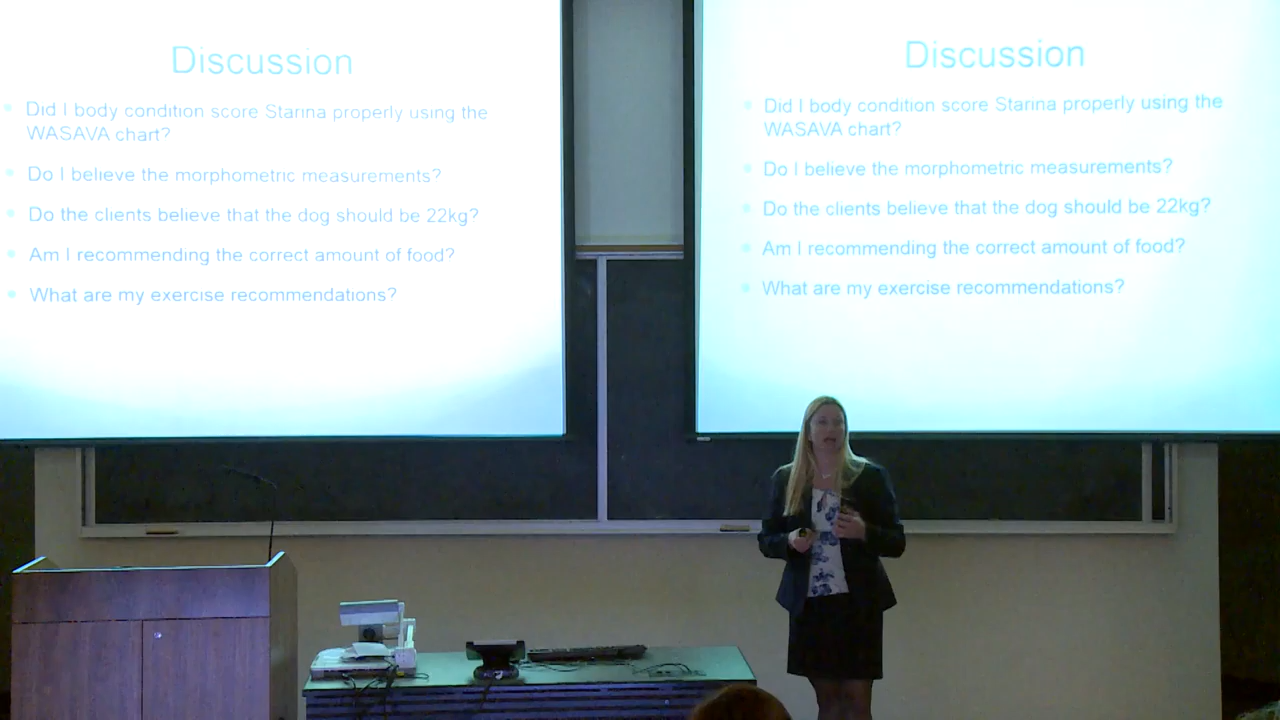 Discussion
Did I body condition score Starina properly using the
WASAVA chart?
Do I believe the morphometric measurements?
Do the clients believe that the dog should be 22kg?
Am I recommending the correct amount of food?
What are my exercise recommendations?
Discussion
Did I body condition score Starina properly using the
WASAVA chart?
Do I believe the morphometric measurements?
Do the clients believe that the dog should be 22kg?
Am I recommending the correct amount of food?
What are my exercise recommendations?